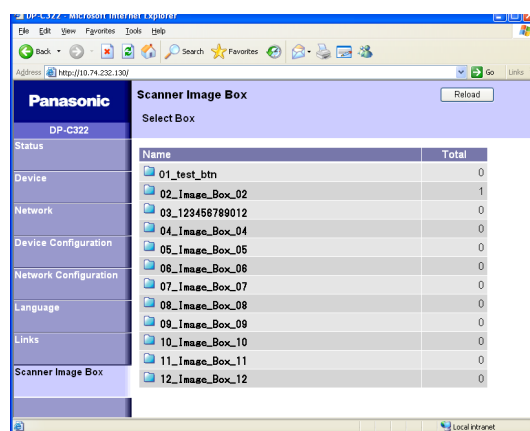 DP-C322 - Microsoft Internet Explorer
File Edit View Favorites Tools Help
Back Search Favorites
Address http://10.74.232.130/ Go Links
Panasonic
DP-C322
Status
Device
Network
Device Configuration
Network Configuration
Language
Links
Scanner Image Box
Scanner Image Box Reload
Select Box
Name Total
01_test_btn 0
02_Image_Box_02 1
03_123456789012 0
04_Image_Box_04 0
05_Image_Box_05 0
06_Image_Box_06 0
07_Image_Box_07 0
08_Image_Box_08 0
09_Image_Box_09 0
10_Image_Box_10 0
11_Image_Box_11 0
12_Image_Box_12 0
Local intranet